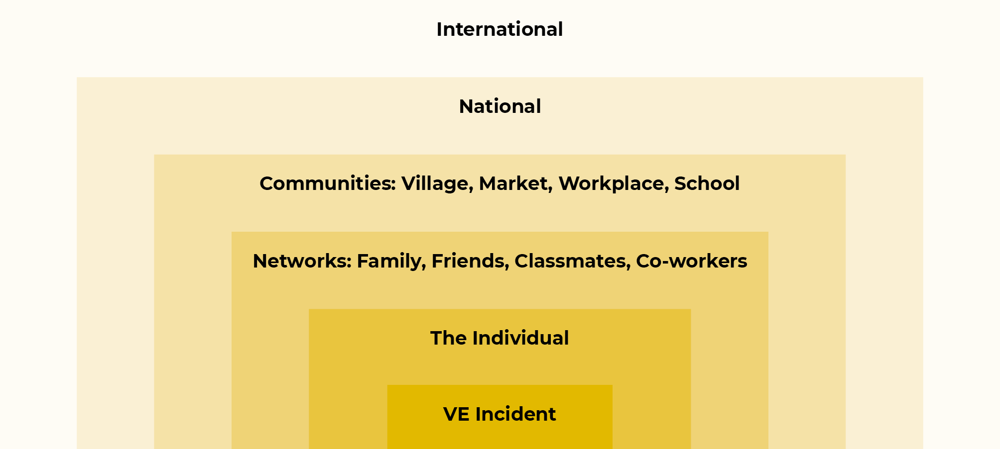 International
National
Communities: Village, Market, Workplace, School
Networks: Family, Friends, Classmates, Co-workers
The Individual
VE Incident